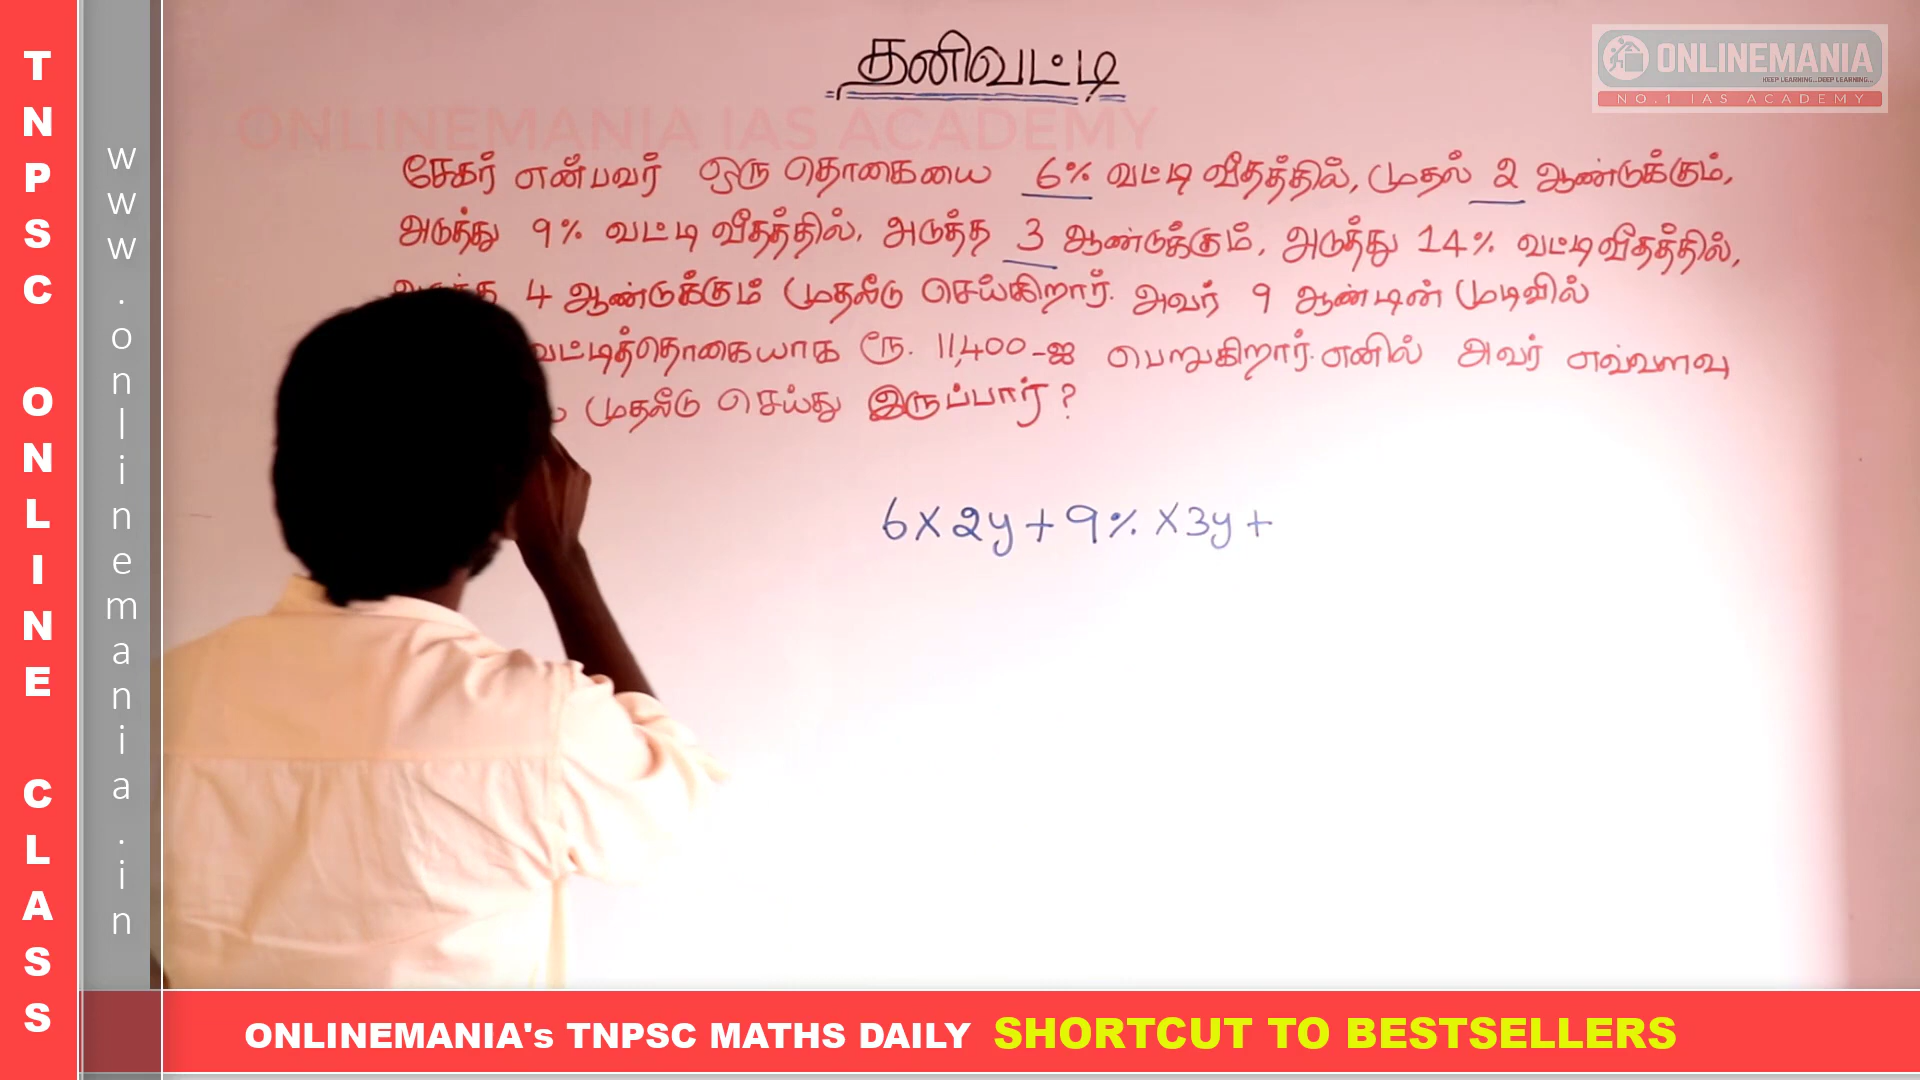 தனிவட்டி
ONLINEMANIA
DEEP LEARNING...DEEP LEARNING...
NO.1 IAS ACADEMY
ONLINEMANIA IAS ACADEMY
சேகர் என்பவர் ஒரு தொகையை 6% வட்டி வீதத்தில், முதல் 2 ஆண்டுக்கும்,
அடுத்து 9% வட்டி வீதத்தில், அடுத்த 3 ஆண்டுக்கும், அடுத்து 14% வட்டிவீதத்தில்,
4 ஆண்டுக்கும் முதலீடு செய்கிறார். அவர் 9 ஆண்டின் முடிவில்
வட்டித்தொகையாக ரூ. 11,400-ஐ பெறுகிறார். எனில் அவர் எவ்வளவு
முதலீடு செய்து இருப்பார்?
6×2y+9%×3y+
TNPSC ONLINE CLASS
www.onlinemania.in
ONLINEMANIA's TNPSC MATHS DAILY SHORTCUT TO BESTSELLERS